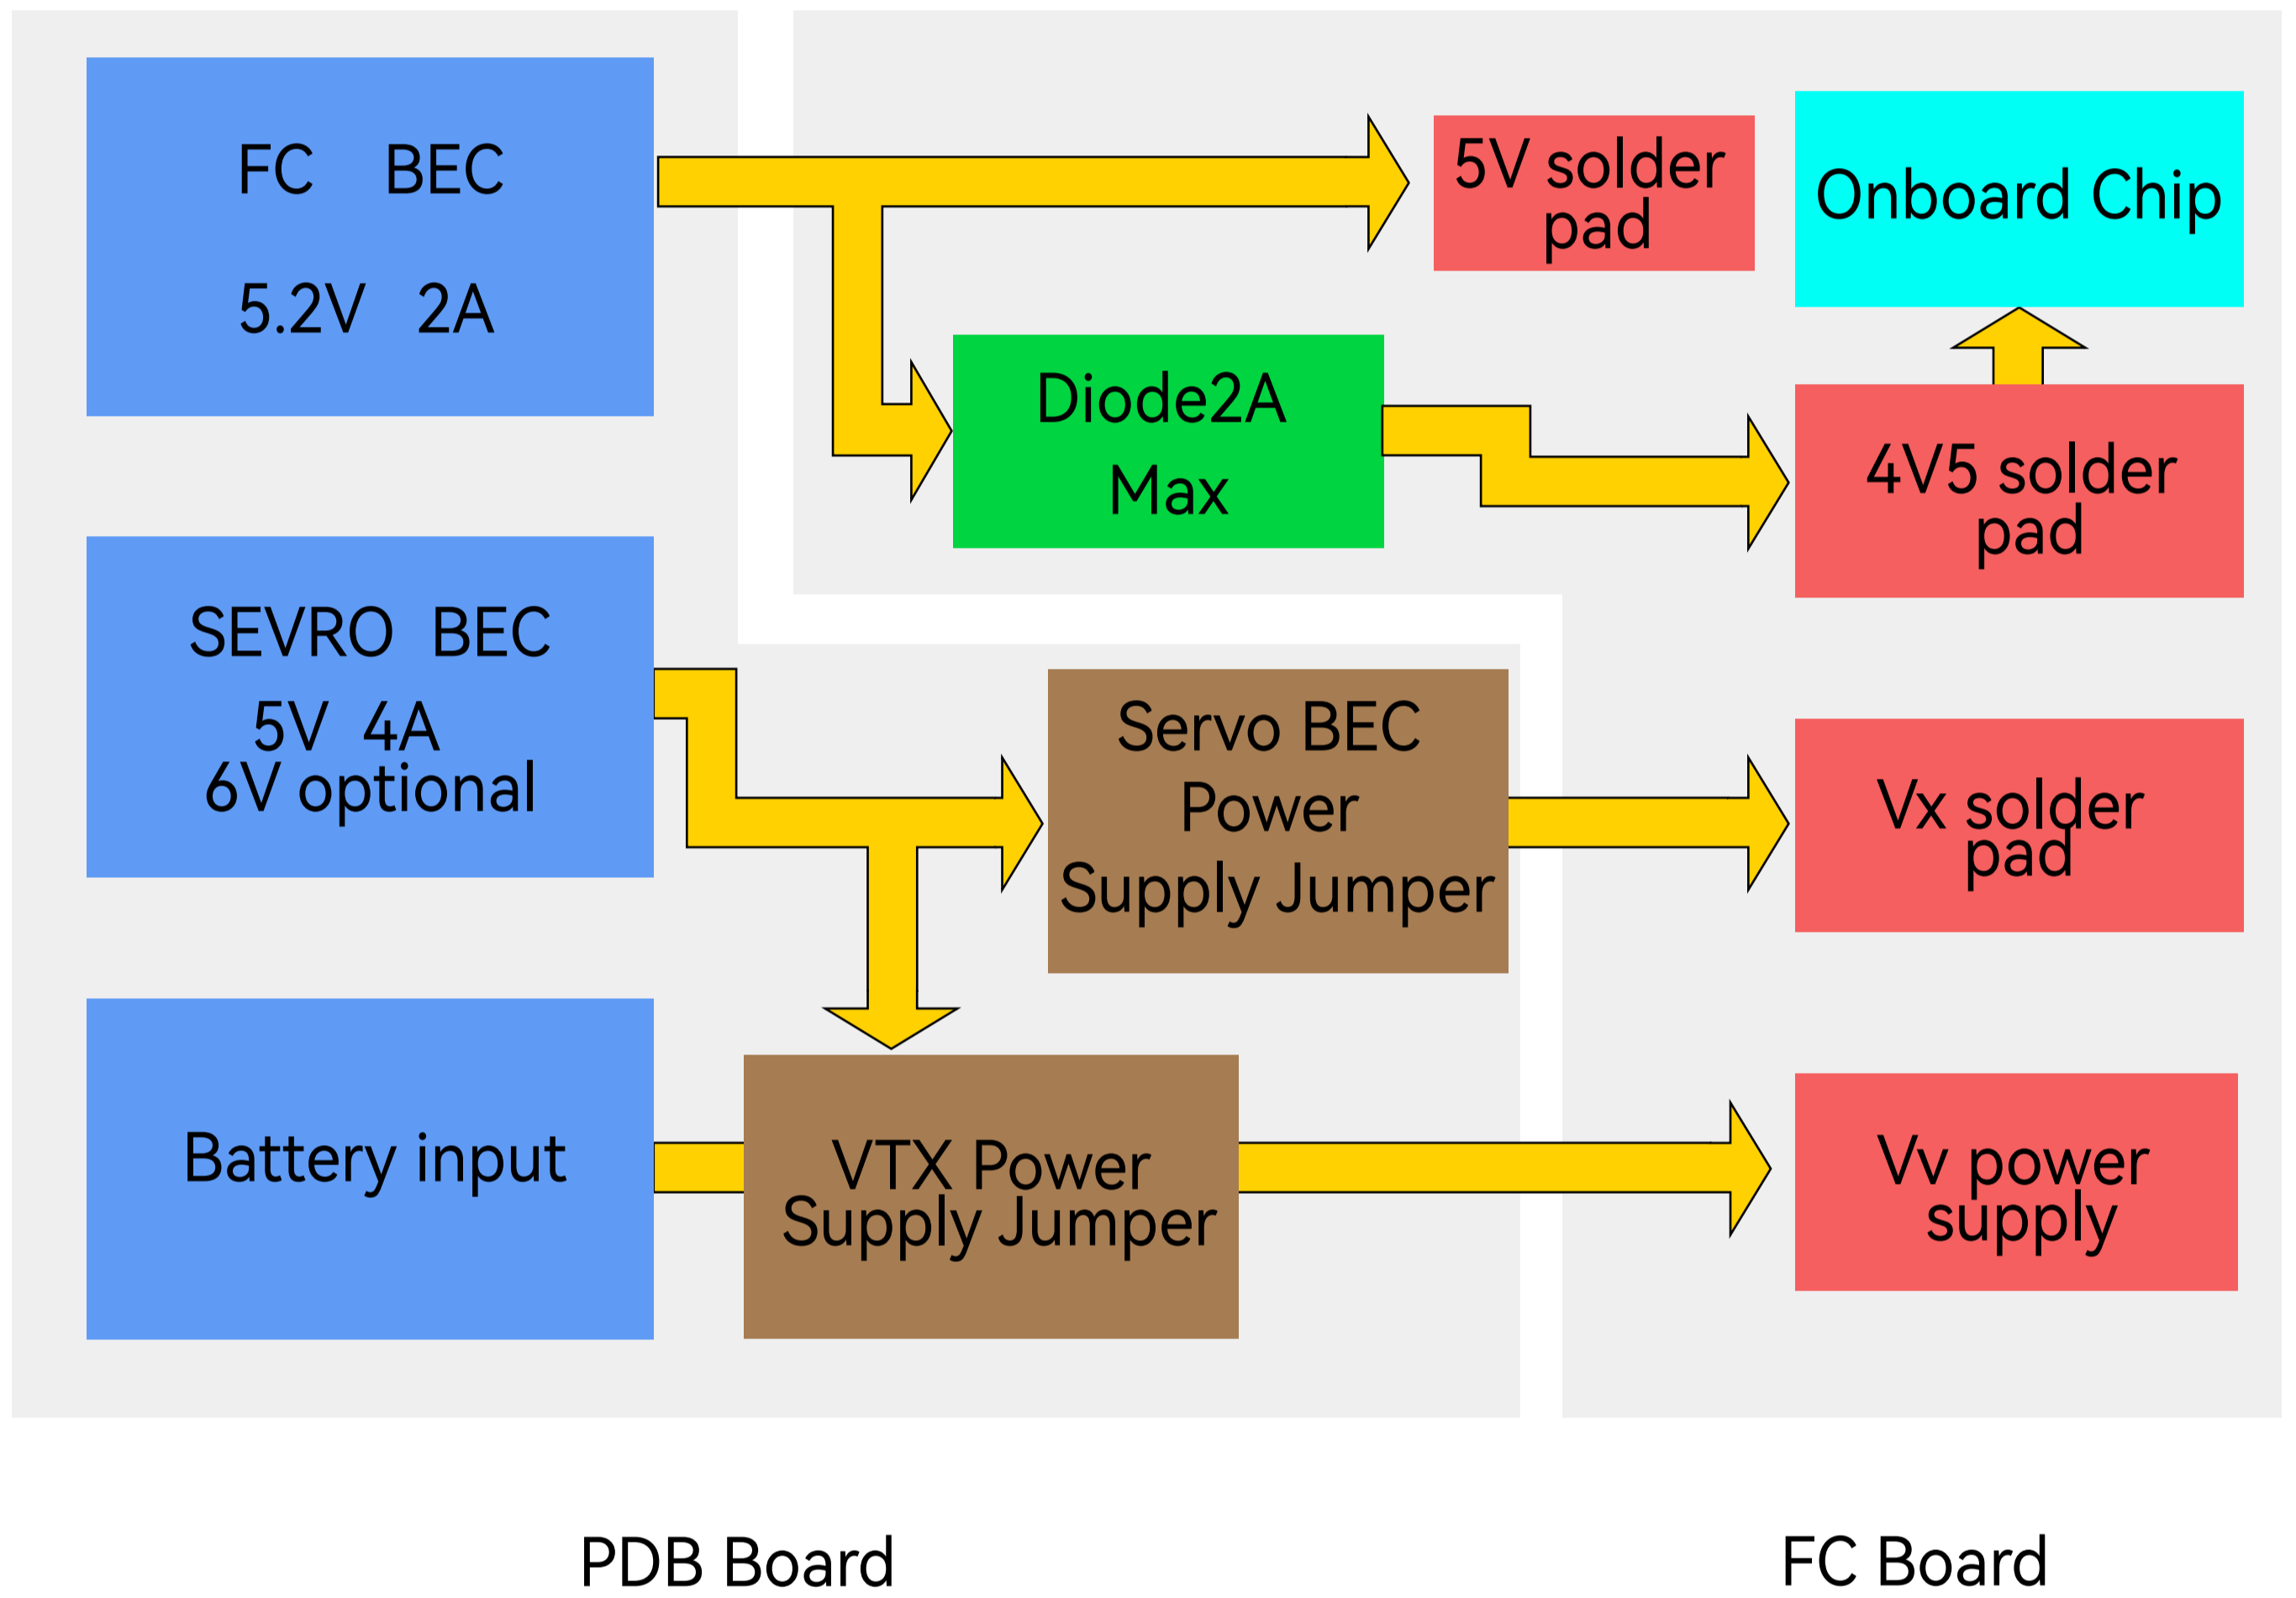 FC BEC
5.2V 2A
5V solder
pad
Onboard Chip
Diode2A
Max
4V5 solder
pad
SEVRO BEC
5V 4A
6V optional
Servo BEC
Power
Supply Jumper
Vx solder
pad
Battery input
VTX Power
Supply Jumper
Vv power
supply
PDB Board
FC Board